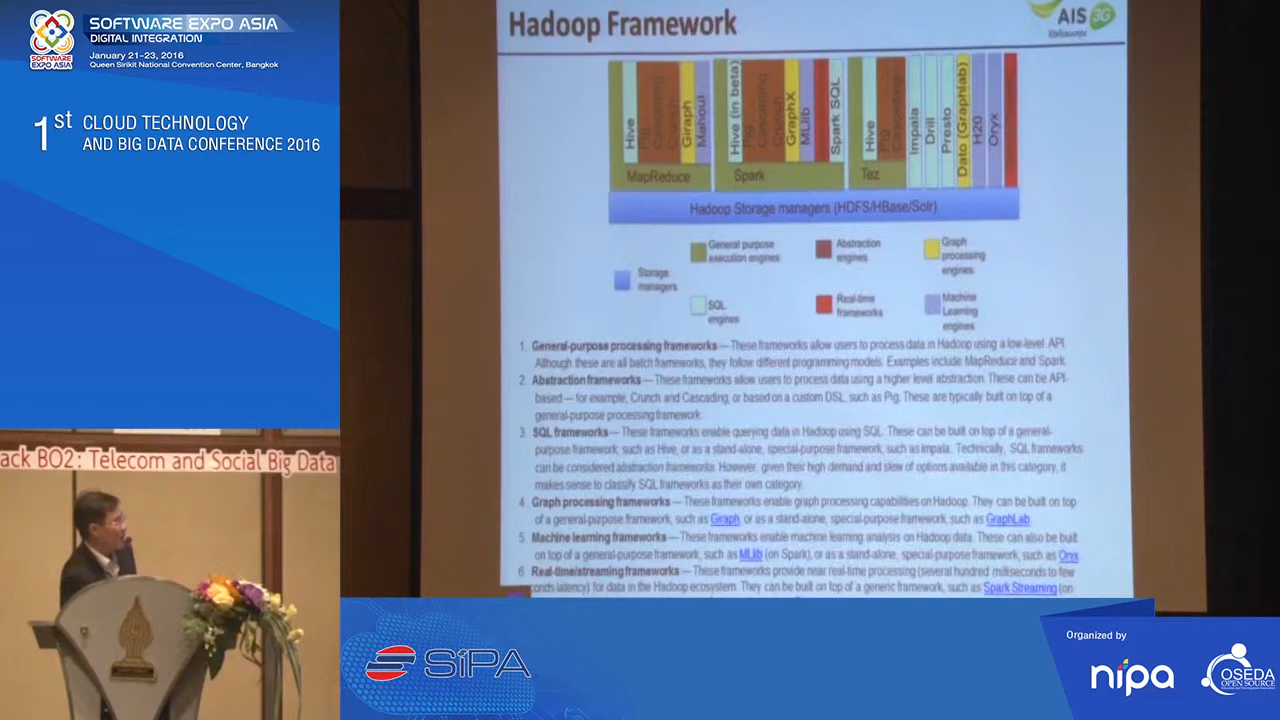 SOFTWARE EXPO ASIA
DIGITAL INTEGRATION
January 21-23, 2016
Queen Sirikit National Convention Center, Bangkok
SOFTWARE
EXPO ASIA
1st CLOUD TECHNOLOGY
AND BIG DATA CONFERENCE 2016
ack BO2: Telecom and Social Big Data
Hadoop Framework
AIS 3G
Hive
Pig
Cascading
Crunch
Giraph
Mahout
MapReduce
Hive (in beta)
Pig
Cascading
Crunch
GraphX
MLlib
Spark SQL
Spark
Hive
Pig
Cascading
Tez
Impala
Drill
Presto
Dato (Graphlab)
H20
Oryx
Hadoop Storage managers (HDFS/HBase/Solr)
Storage
managers
General purpose
execution engines
Abstraction
engines
Graph
processing
engines
SQL
engines
Real-time
frameworks
Machine
Learning
engines
1. General-purpose processing frameworks — These frameworks allow users to process data in Hadoop using a low-level API.
Although these are all batch frameworks, they follow different programming models. Examples include MapReduce and Spark.
2. Abstraction frameworks — These frameworks allow users to process data using a higher level abstraction. These can be API-
based — for example, Crunch and Cascading, or based on a custom DSL, such as Pig. These are typically built on top of a
general-purpose processing framework.
3. SQL frameworks — These frameworks enable querying data in Hadoop using SQL. These can be built on top of a general-
purpose framework, such as Hive, or as a stand-alone, special-purpose framework, such as Impala. Technically, SQL frameworks
can be considered abstraction frameworks. However, given their high demand and slew of options available in this category, it
makes sense to classify SQL frameworks as their own category.
4. Graph processing frameworks — These frameworks enable graph processing capabilities on Hadoop. They can be built on top
of a general-purpose framework, such as Giraph, or as a stand-alone, special-purpose framework, such as GraphLab
5. Machine learning frameworks — These frameworks enable machine learning analysis on Hadoop data. These can also be built
on top of a general-purpose framework, such as MLlib (on Spark), or as a stand-alone, special-purpose framework, such as Oryx
6. Real-time/streaming frameworks — These frameworks provide near real-time processing (several hundred milliseconds to few
conds latency) for data in the Hadoop ecosystem. They can be built on top of a generic framework, such as Spark Streaming (on
SiPA
Organized by
nipa
OSEDA
OPEN SOURCE